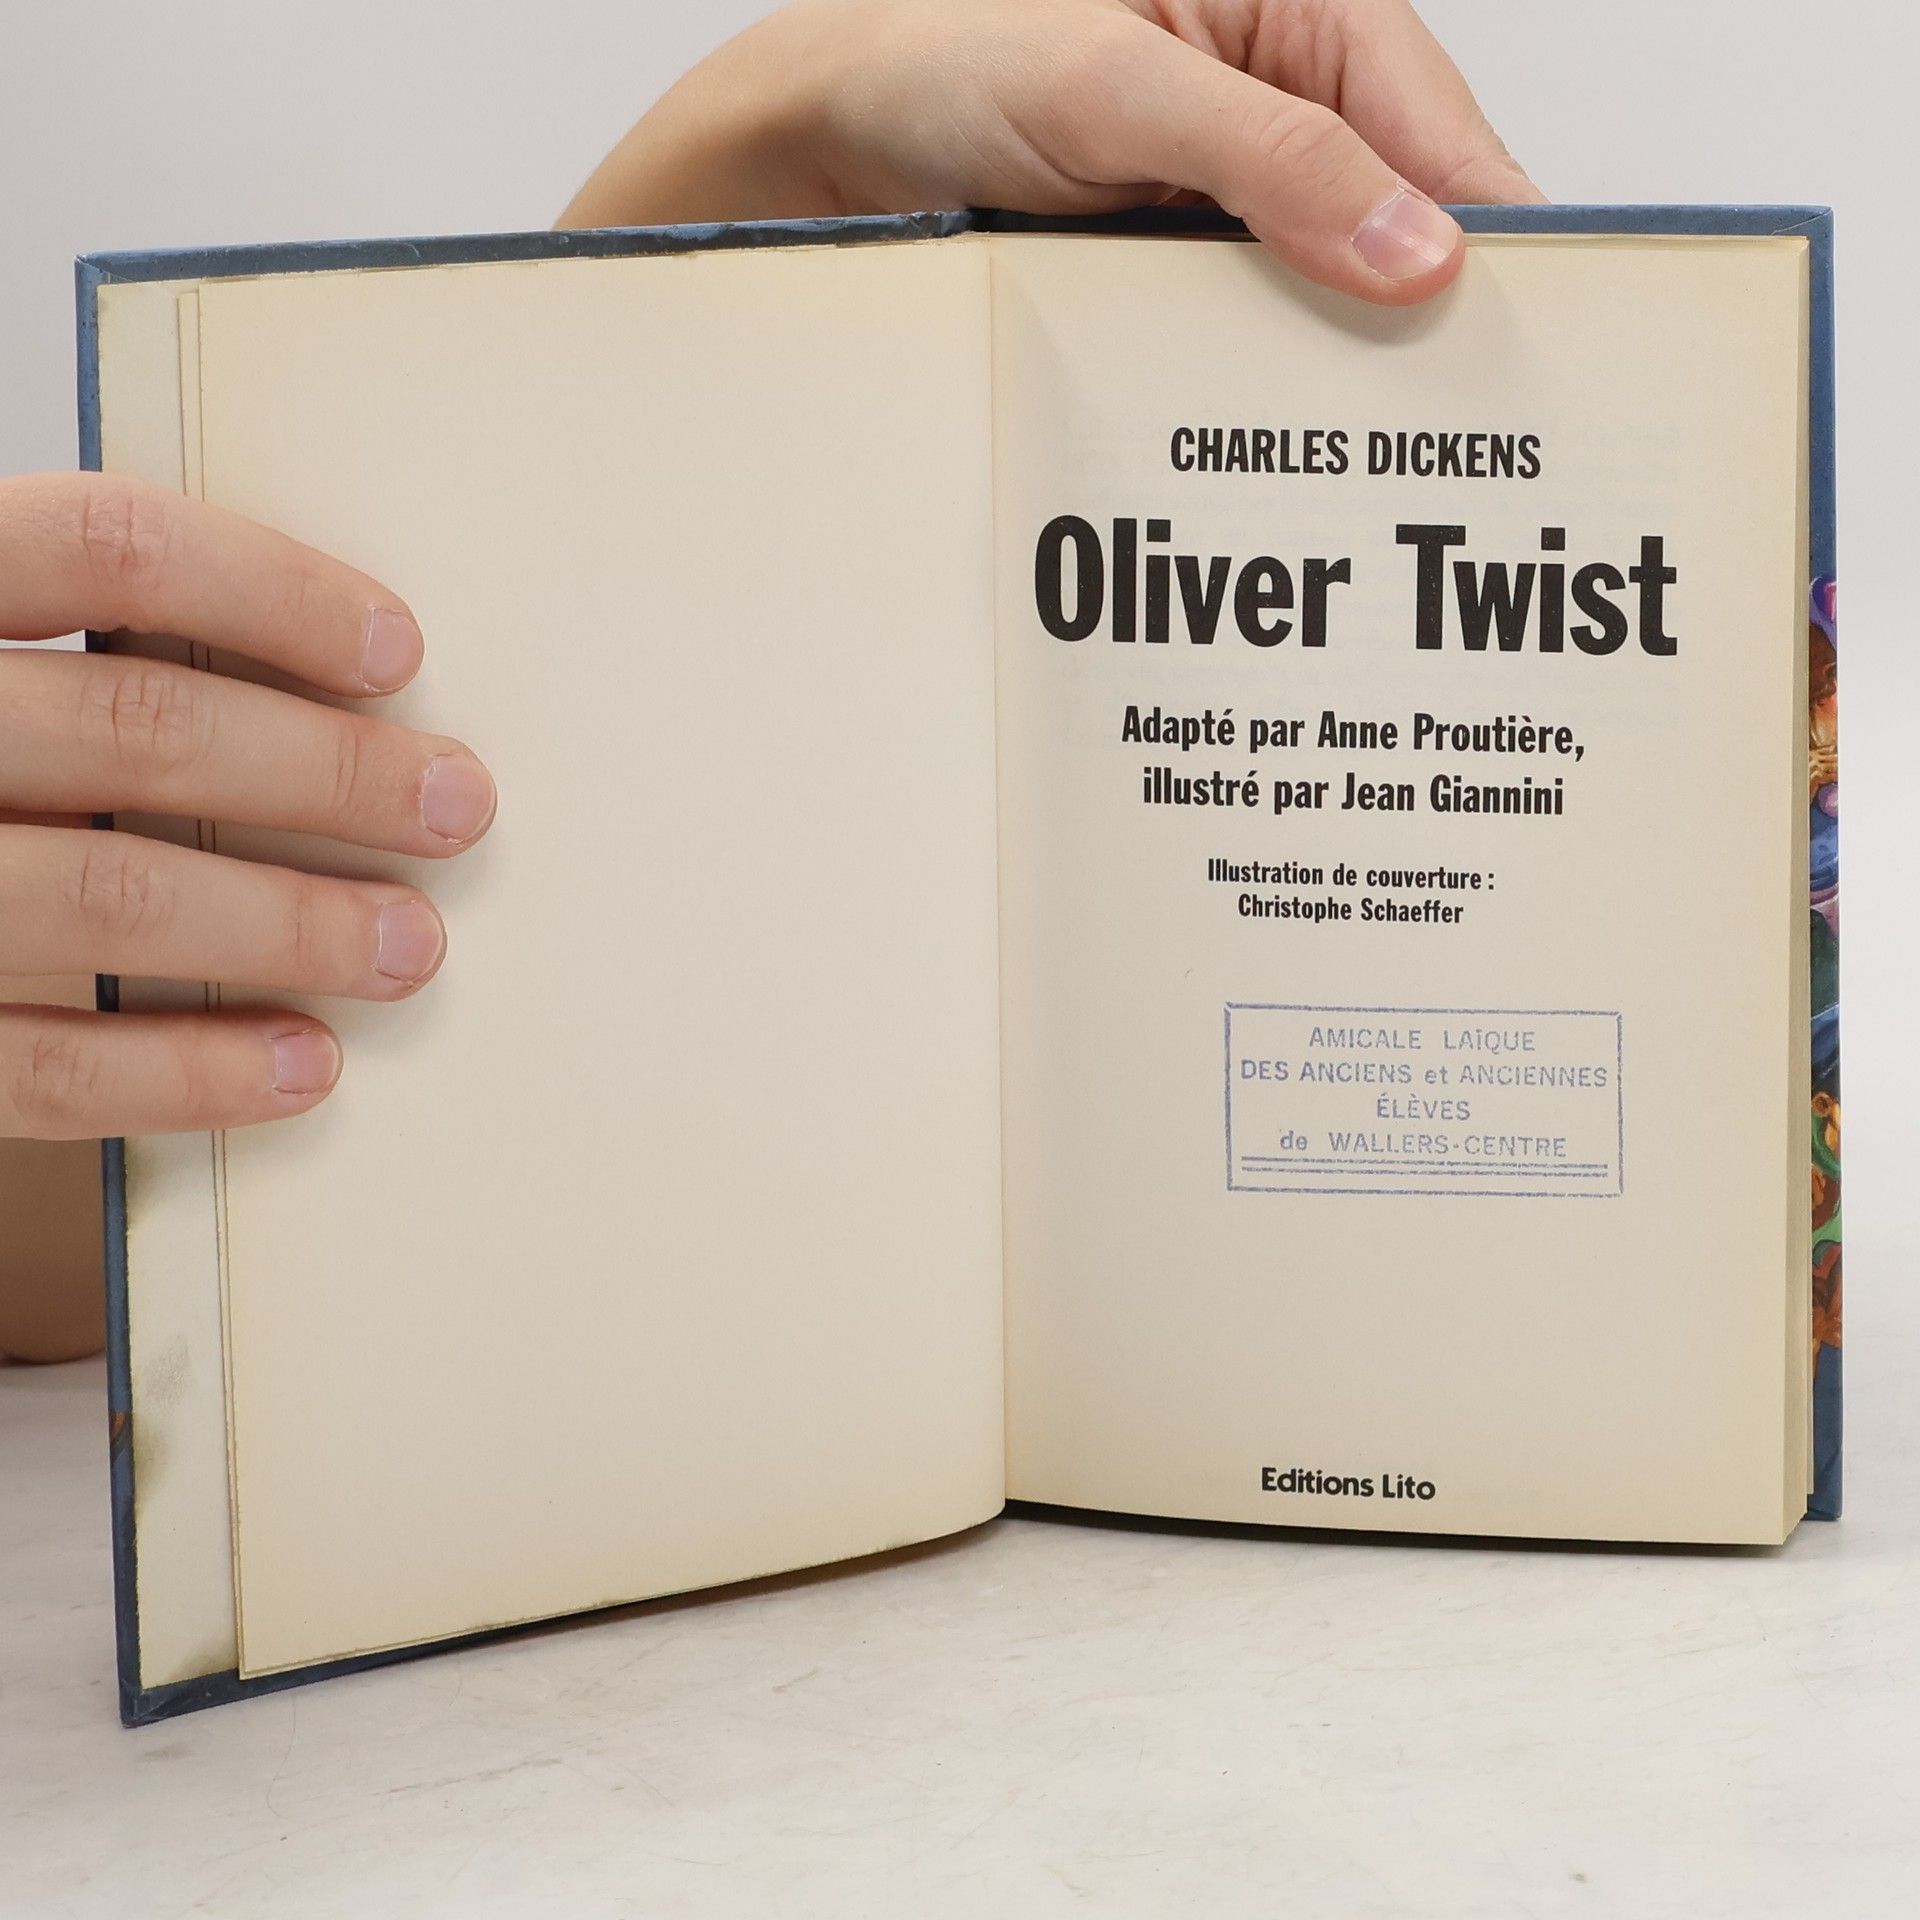 CHARLES DICKENS
Oliver Twist
Adapté par Anne Proutière,
illustré par Jean Giannini
Illustration de couverture :
Christophe Schaeffer
AMICALE LAïQUE
DES ANCIENS et ANCIENNES
ÉLÈVES
de WALLERS-CENTRE
Editions Lito